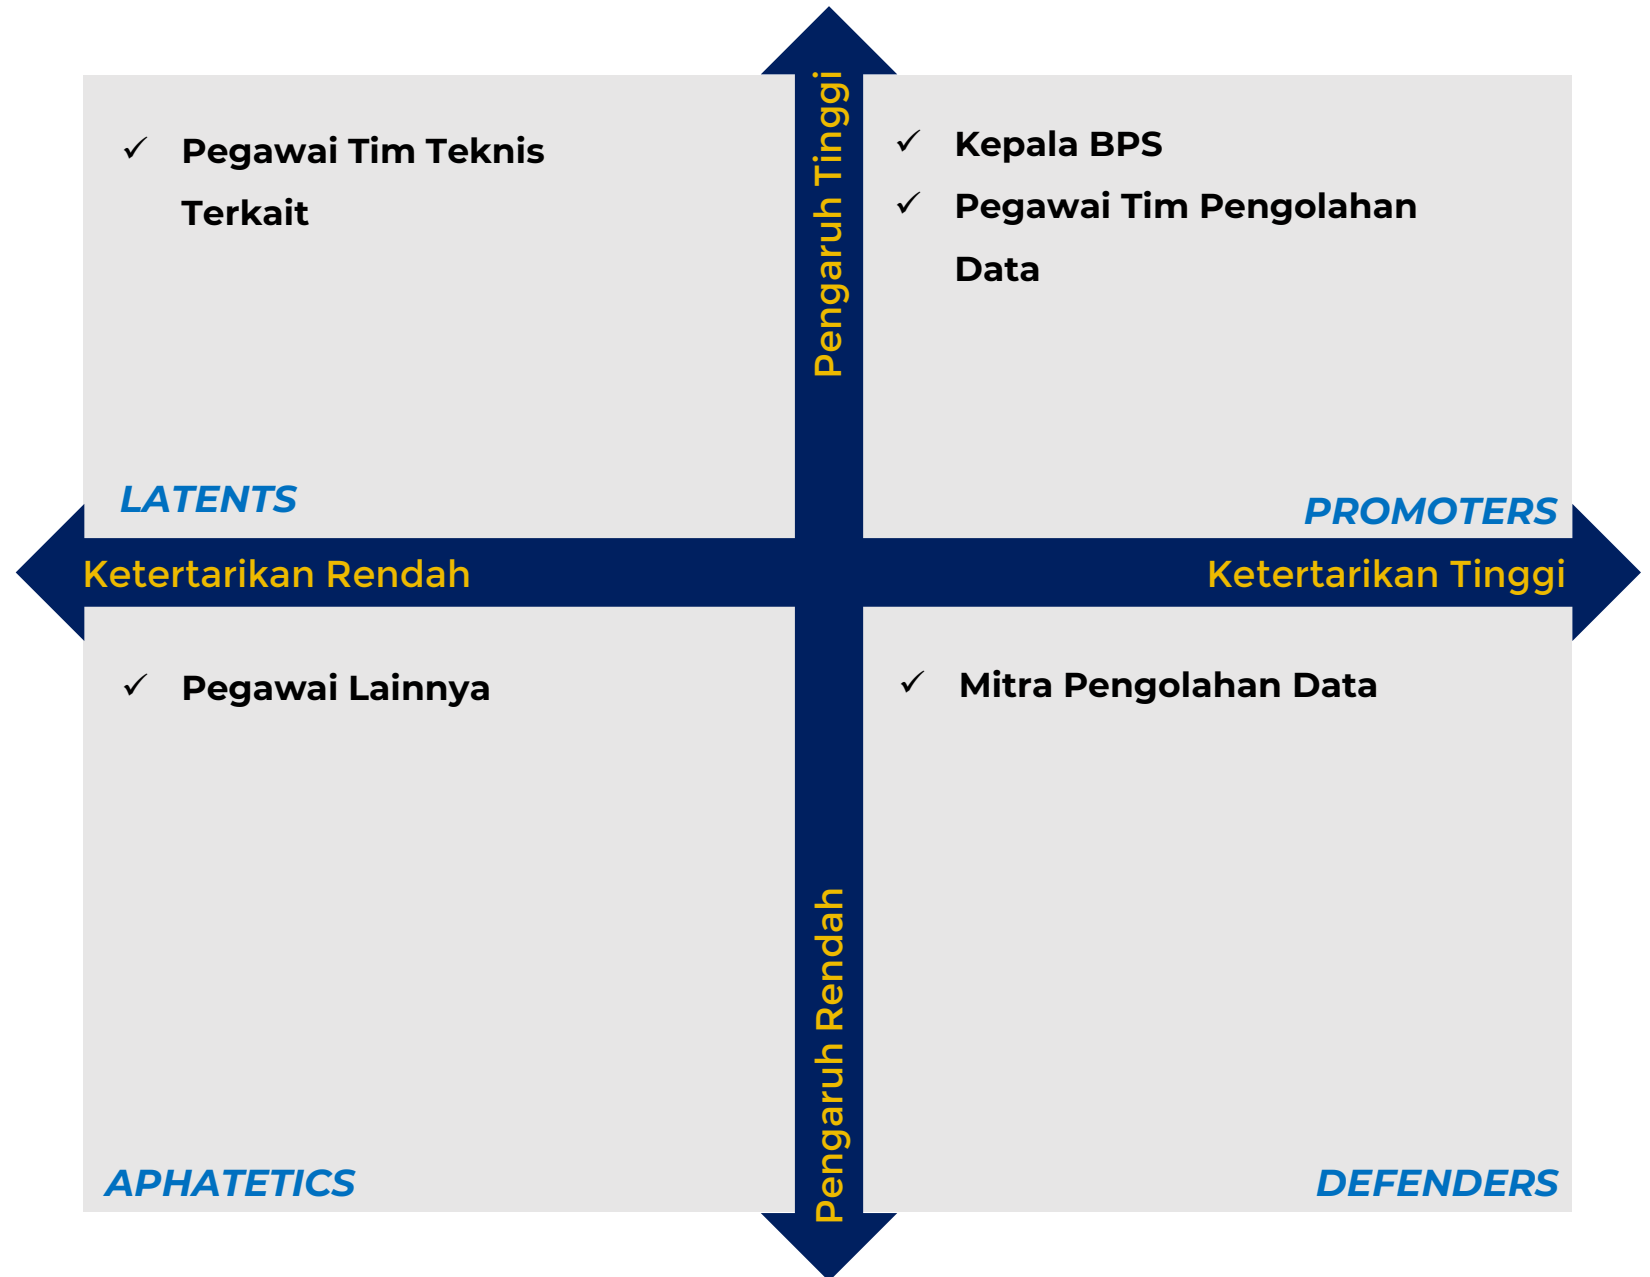 Pengaruh Tinggi
✓ Pegawai Tim Teknis
Terkait
LATENTS
✓ Kepala BPS
✓ Pegawai Tim Pengolahan
Data
PROMOTERS
Ketertarikan Rendah
Ketertarikan Tinggi
✓ Pegawai Lainnya
APHATETICS
✓ Mitra Pengolahan Data
DEFENDERS
Pengaruh Rendah